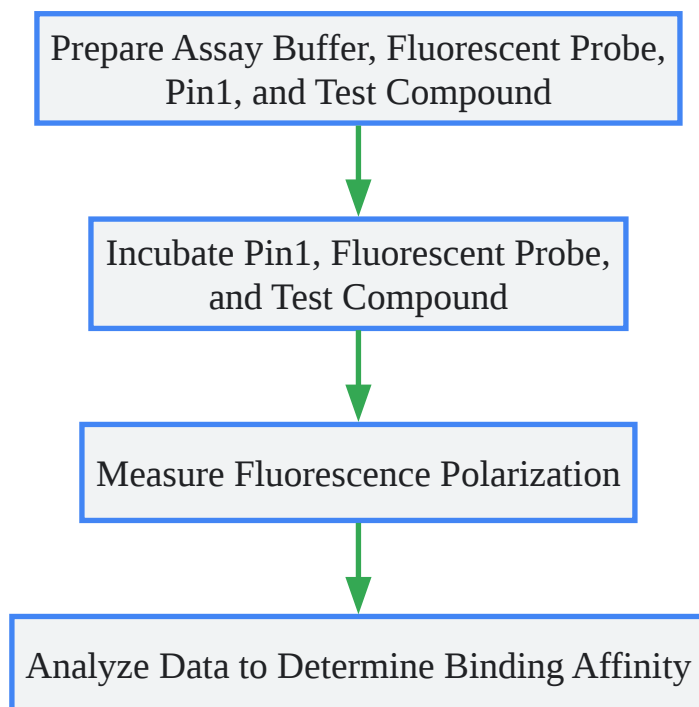 Prepare Assay Buffer, Fluorescent Probe,
Pin1, and Test Compound
Incubate Pin1, Fluorescent Probe,
and Test Compound
Measure Fluorescence Polarization
Analyze Data to Determine Binding Affinity